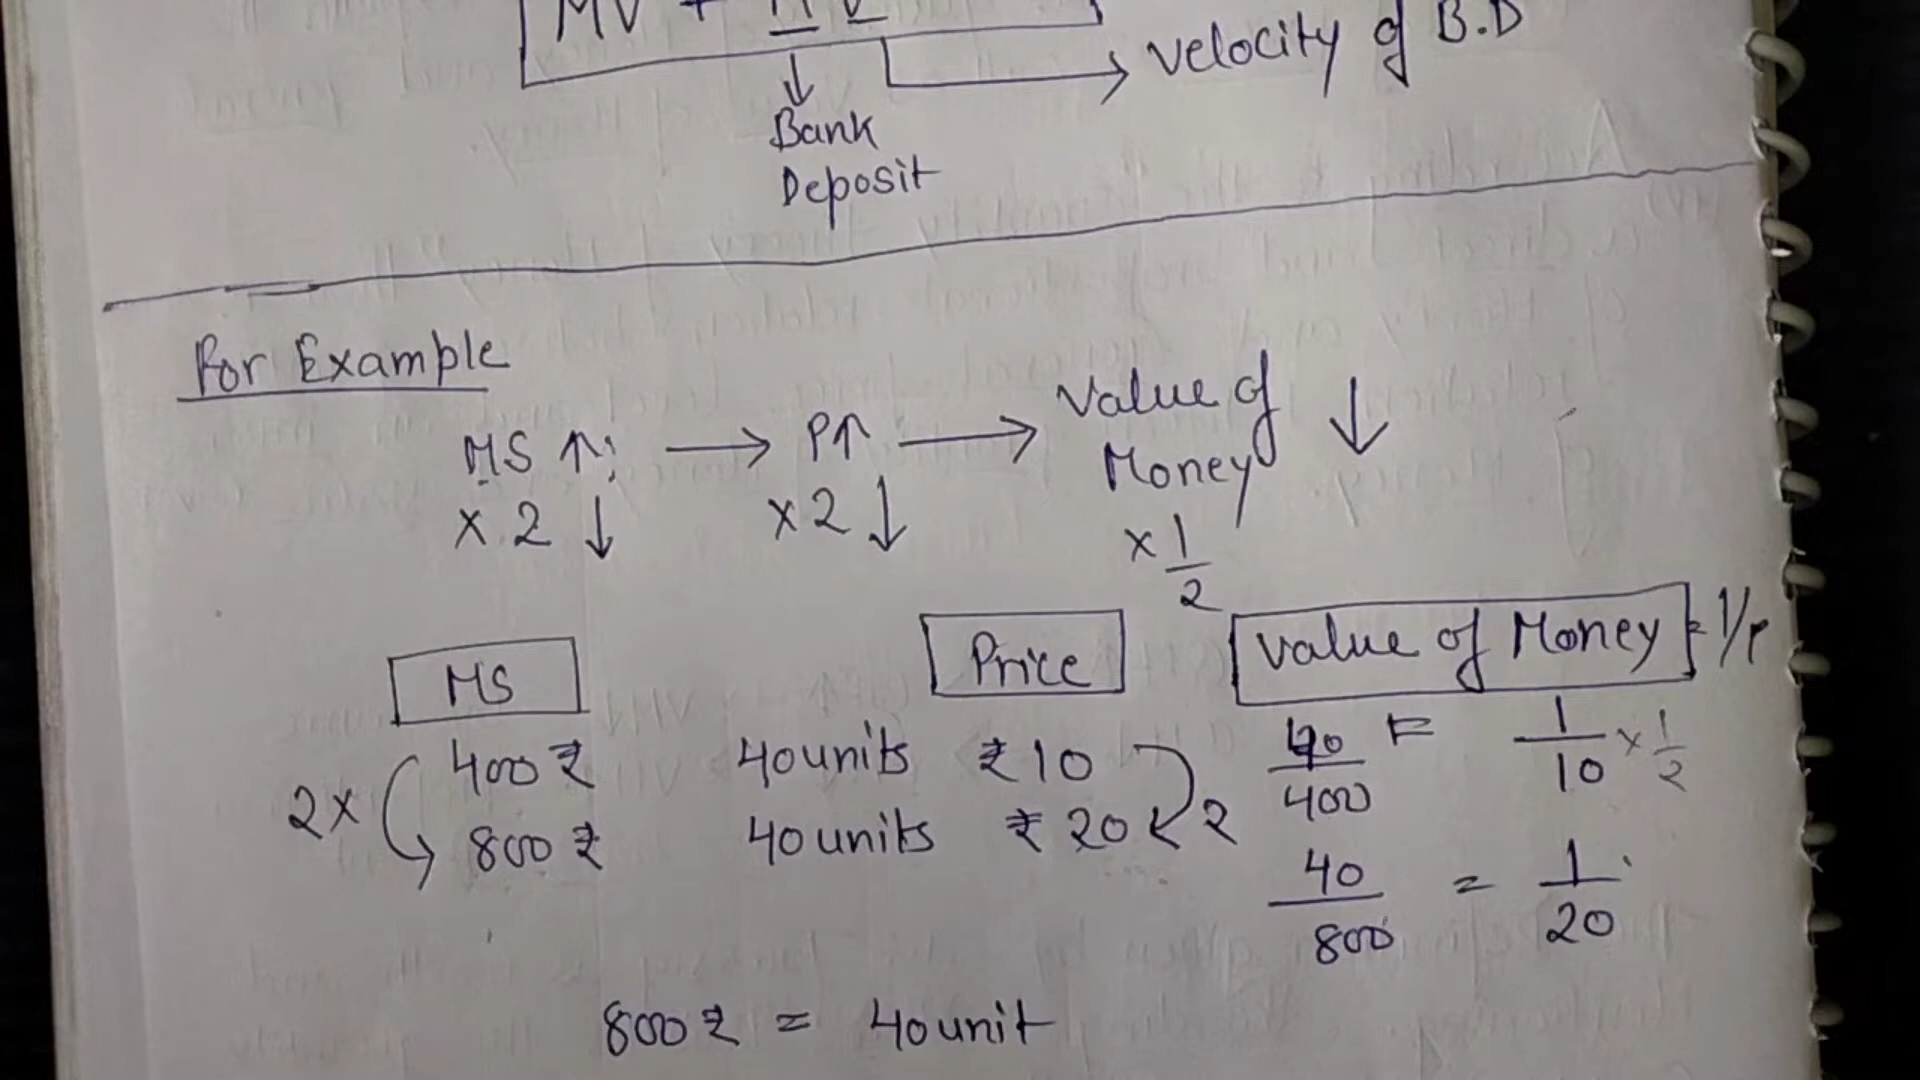 MV + M V
velocity of B.D
Bank
Deposit
For Example
MS ↑ → P↑ → Value of Money ↓
× 2 ↓ × 2 ↓ × 1/2
MS Price Value of Money = 1/P
2x 400 ₹ 40 units ₹ 10 40/400 = 1/10 × 1/2
800 ₹ 40 units ₹ 20 2 40/800 = 1/20
800 ₹ = 40 unit